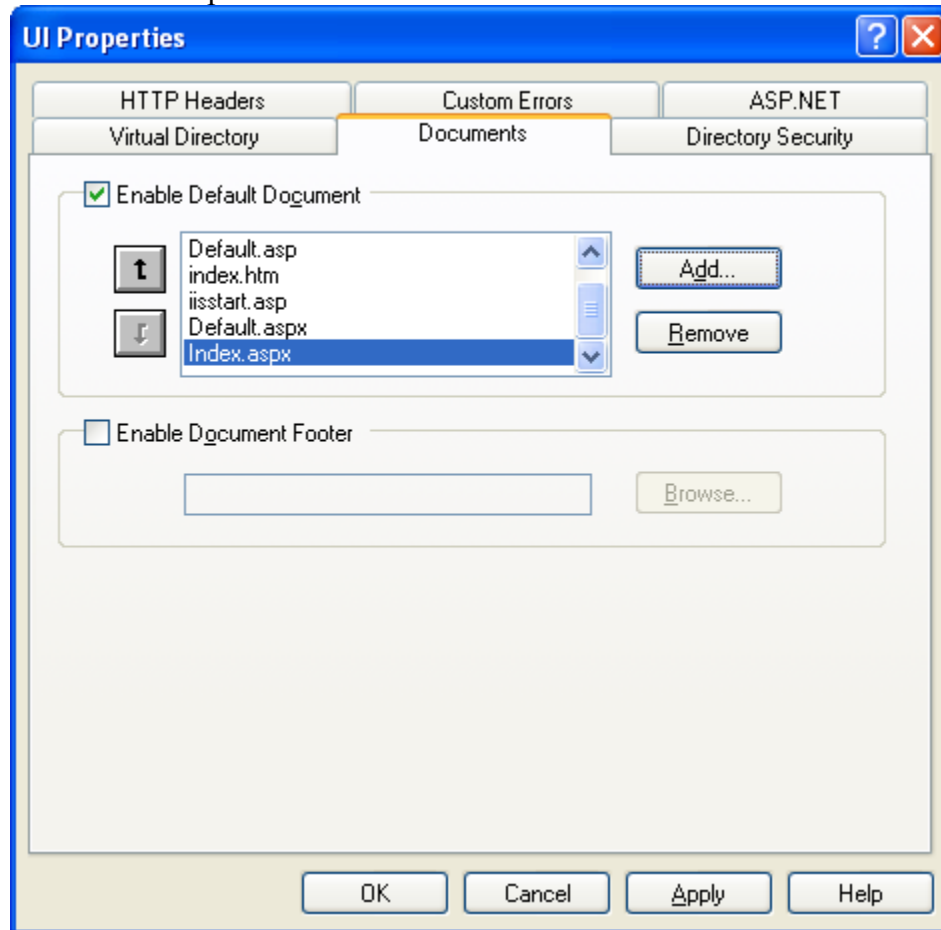 UI Properties
HTTP Headers Custom Errors ASP.NET
Virtual Directory Documents Directory Security
Enable Default Document
Default.asp
index.htm
iisstart.asp
Default.aspx
Index.aspx
Add...
Remove
Enable Document Footer
Browse...
OK Cancel Apply Help